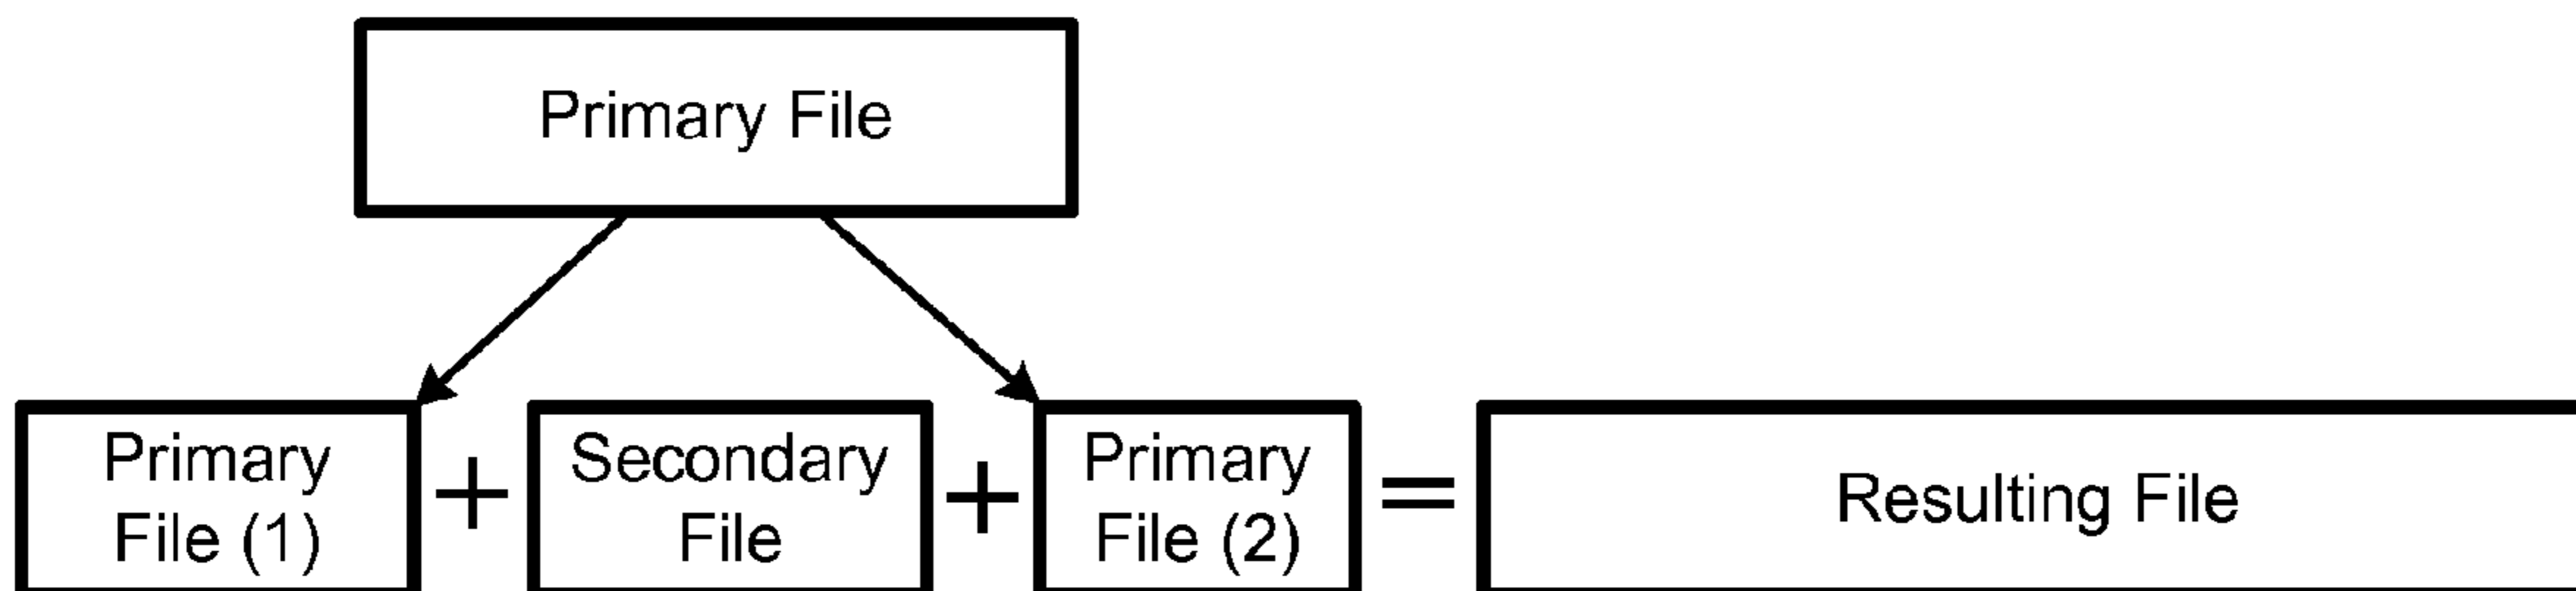 Primary File
Primary
File (1)
+
Secondary
File
+
Primary
File (2)
=
Resulting File